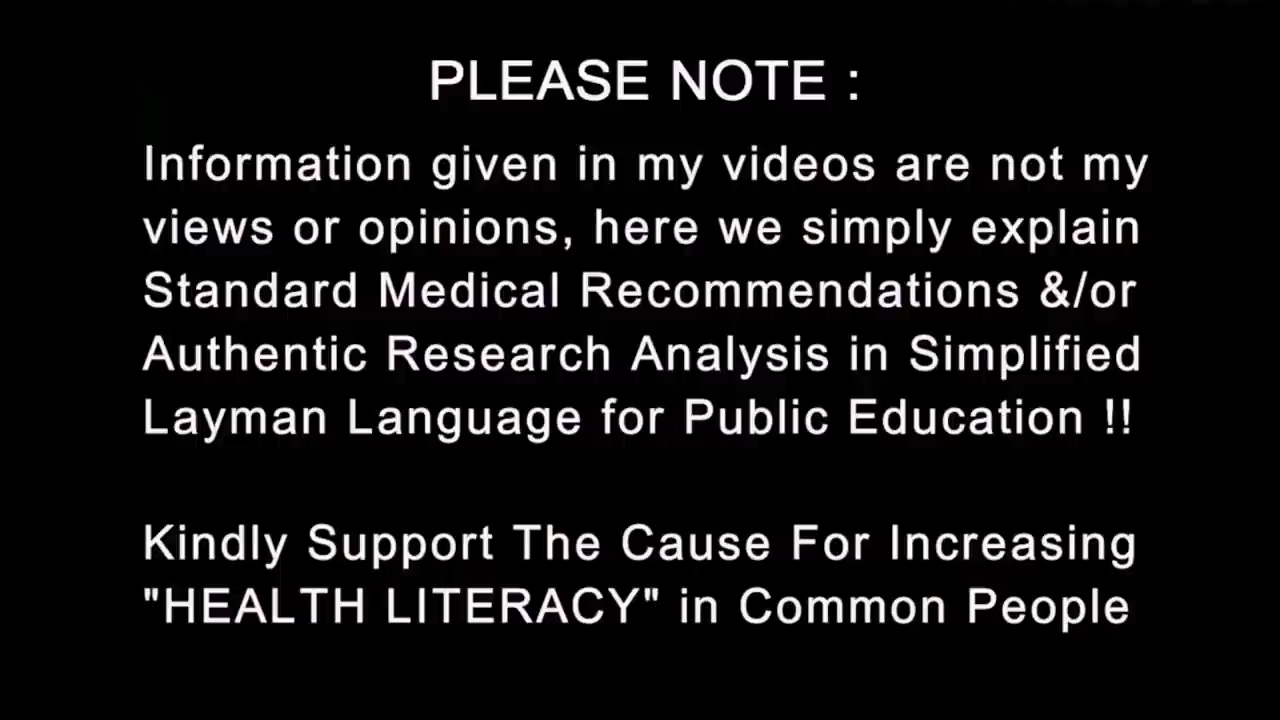 PLEASE NOTE :
Information given in my videos are not my
views or opinions, here we simply explain
Standard Medical Recommendations &/or
Authentic Research Analysis in Simplified
Layman Language for Public Education !!
Kindly Support The Cause For Increasing
"HEALTH LITERACY" in Common People